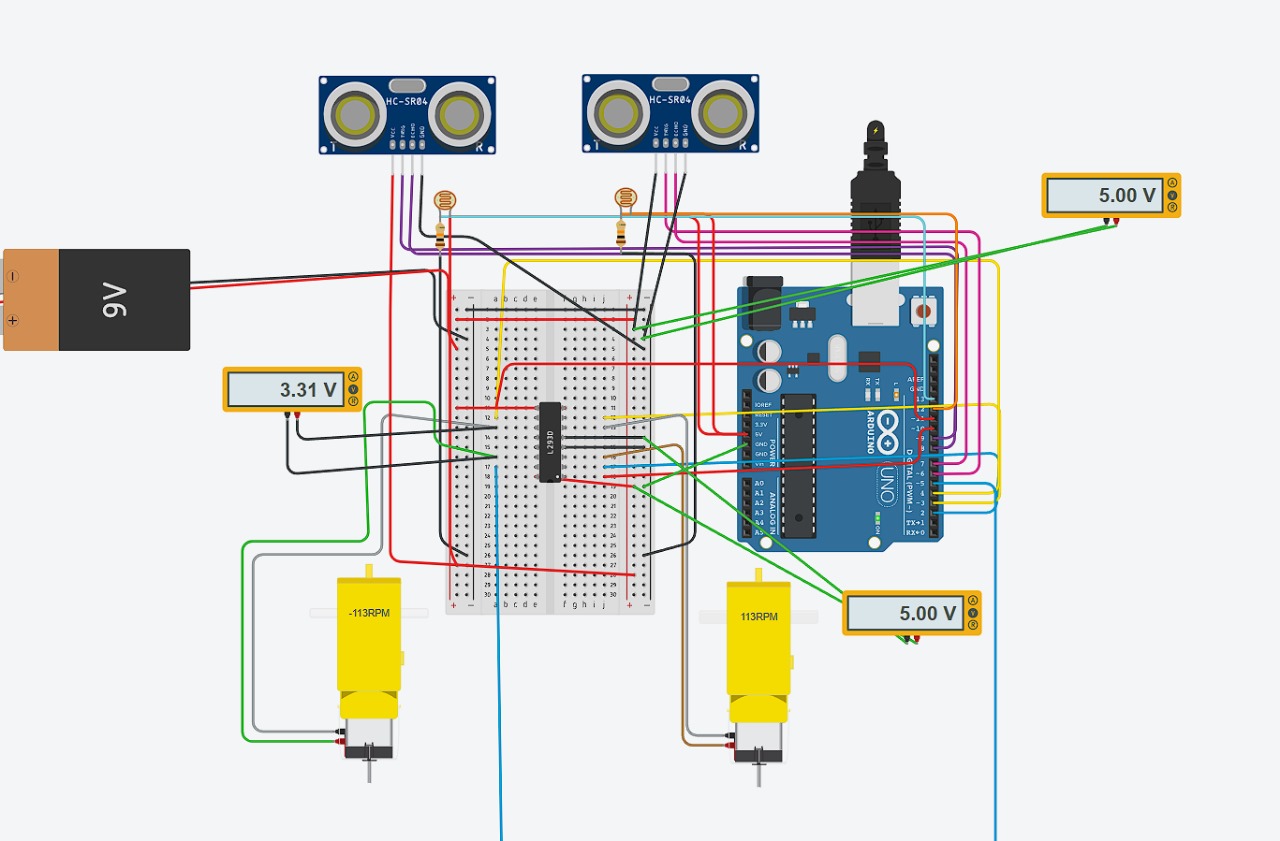 HC-SR04
VCC
TRIG
ECHO
GND
T
R
HC-SR04
VCC
TRIG
ECHO
GND
T
R
5.00 V
A
V
R
9V
3.31 V
A
V
R
a b c d e
f g h i j
L293D
a b c d e
f g h i j
AREF
GND
13
12
~11
~10
~9
8
7
~6
~5
4
~3
2
TX→1
RX←0
DIGITAL (PWM~)
RX
TX
L
ARDUINO
UNO
ON
IOREF
RESET
3.3V
5V
GND
GND
Vin
POWER
A0
A1
A2
A3
A4
A5
ANALOG IN
-113RPM
113RPM
5.00 V
A
V
R